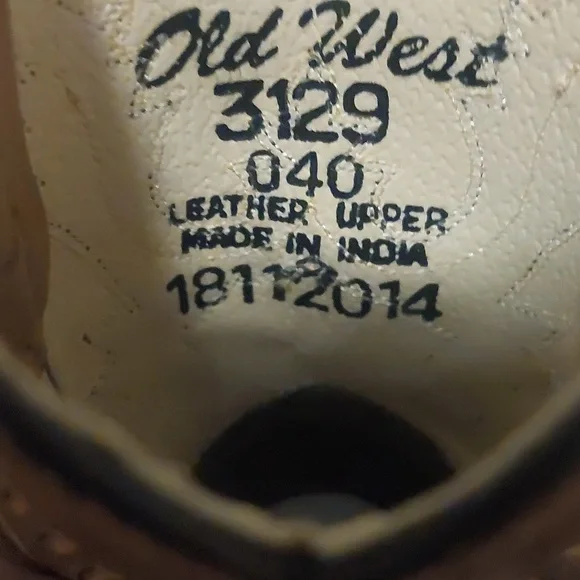 Old West
3129
040
LEATHER UPPER
MADE IN INDIA
18112014